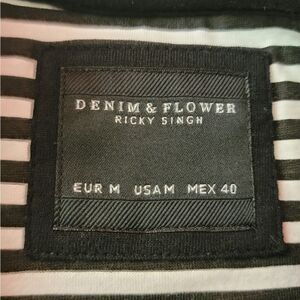 DENIM & FLOWER
RICKY SINGH
EUR M USA M MEX 40